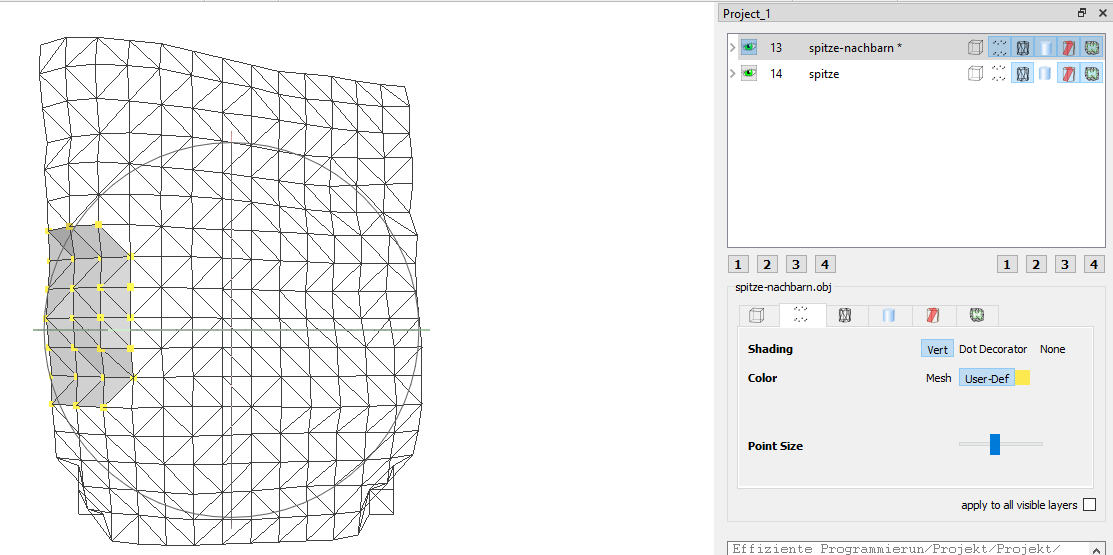 Project_1
13 spitze-nachbarn *
14 spitze
1 2 3 4 1 2 3 4
spitze-nachbarn.obj
Shading Vert Dot Decorator None
Color Mesh User-Def
Point Size
apply to all visible layers
Effiziente Programmierun/Projekt/Projekt/